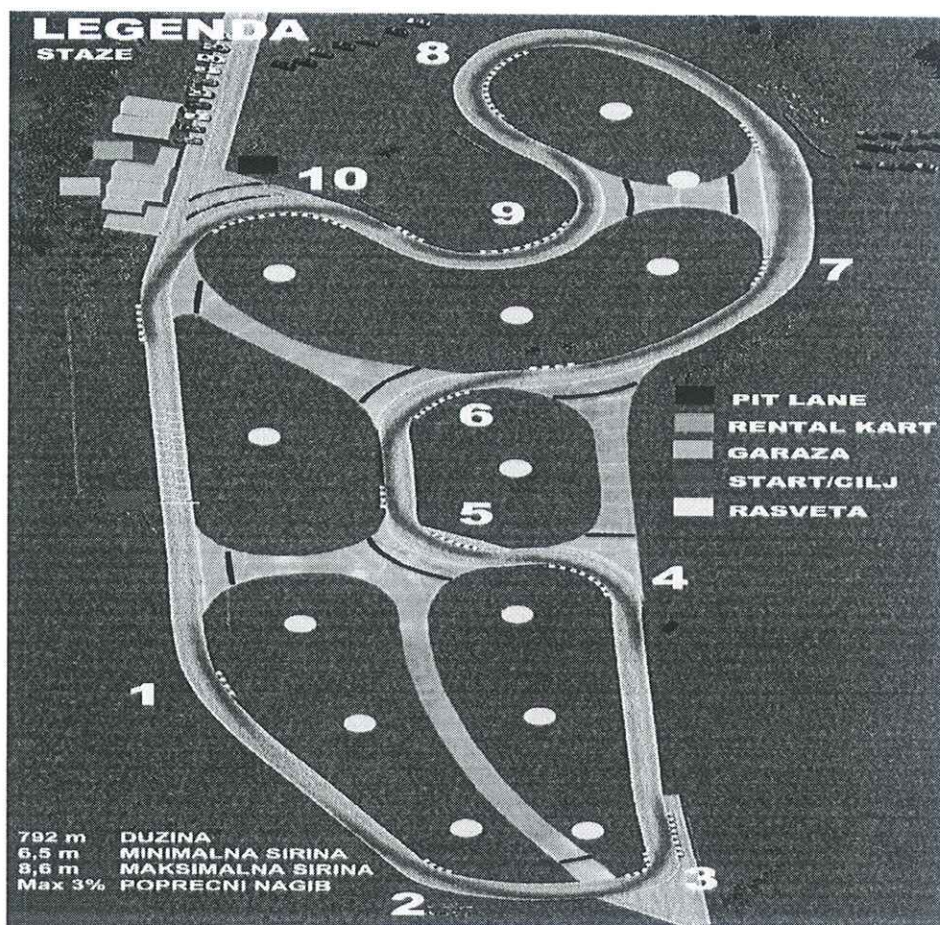 LEGENDA
STAZE
8
10
9
7
PIT LANE
RENTAL KART
GARAZA
START/CILJ
RASVETA
6
5
4
1
3
2
792 m DUZINA
6,5 m MINIMALNA SIRINA
8,6 m MAKSIMALNA SIRINA
Max 3% POPRECNI NAGIB